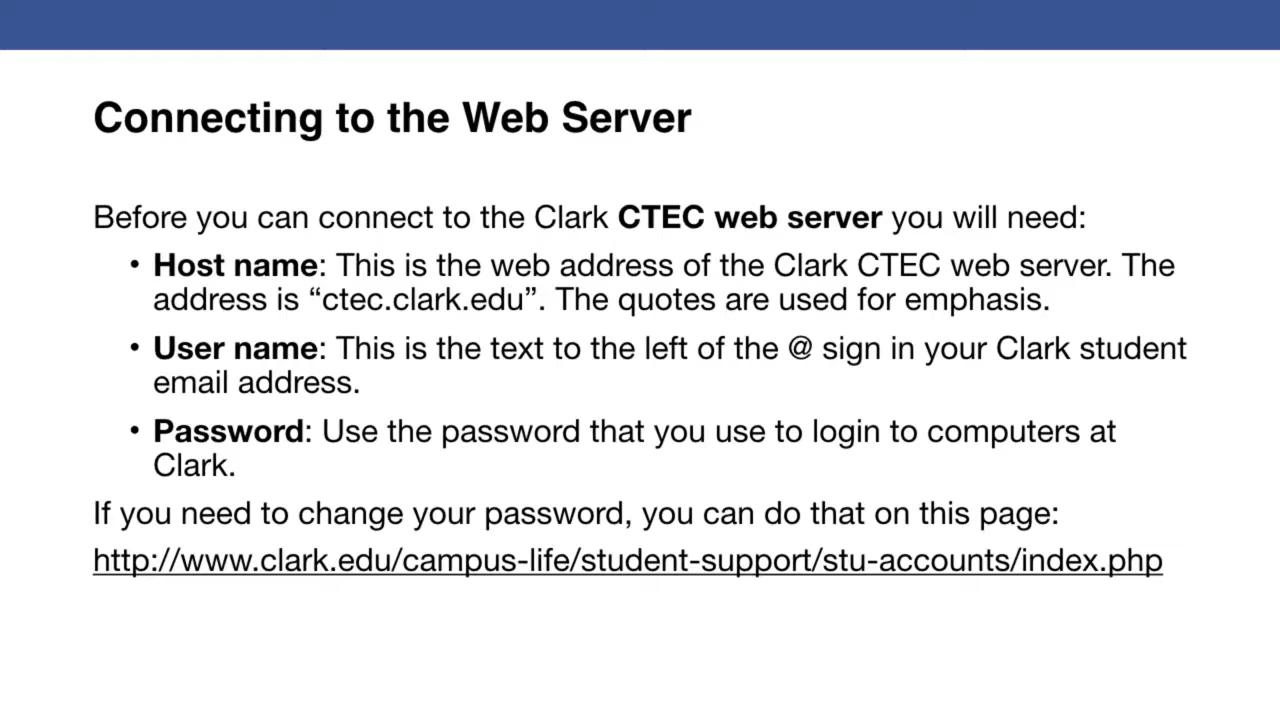 Connecting to the Web Server
Before you can connect to the Clark CTEC web server you will need:
• Host name: This is the web address of the Clark CTEC web server. The
address is “ctec.clark.edu”. The quotes are used for emphasis.
• User name: This is the text to the left of the @ sign in your Clark student
email address.
• Password: Use the password that you use to login to computers at
Clark.
If you need to change your password, you can do that on this page:
http://www.clark.edu/campus-life/student-support/stu-accounts/index.php